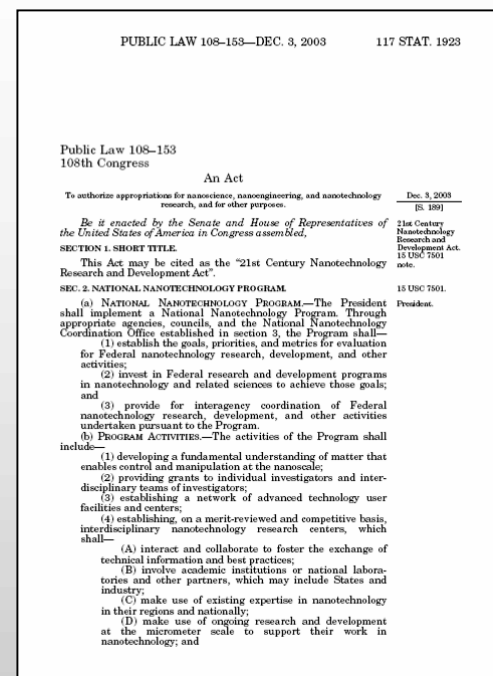 PUBLIC LAW 108–153—DEC. 3, 2003 117 STAT. 1923
Public Law 108–153
108th Congress
An Act
To authorize appropriations for nanoscience, nanoengineering, and nanotechnology
research, and for other purposes.
Dec. 3, 2003
[S. 189]
Be it enacted by the Senate and House of Representatives of
the United States of America in Congress assembled,
21st Century
Nanotechnology
Research and
Development Act.
15 USC 7501
note.
SECTION 1. SHORT TITLE.
This Act may be cited as the “21st Century Nanotechnology
Research and Development Act”.
SEC. 2. NATIONAL NANOTECHNOLOGY PROGRAM.
15 USC 7501.
(a) NATIONAL NANOTECHNOLOGY PROGRAM.—The President
President.
shall implement a National Nanotechnology Program. Through
appropriate agencies, councils, and the National Nanotechnology
Coordination Office established in section 3, the Program shall—
(1) establish the goals, priorities, and metrics for evaluation
for Federal nanotechnology research, development, and other
activities;
(2) invest in Federal research and development programs
in nanotechnology and related sciences to achieve those goals;
and
(3) provide for interagency coordination of Federal
nanotechnology research, development, and other activities
undertaken pursuant to the Program.
(b) PROGRAM ACTIVITIES.—The activities of the Program shall
include—
(1) developing a fundamental understanding of matter that
enables control and manipulation at the nanoscale;
(2) providing grants to individual investigators and inter-
disciplinary teams of investigators;
(3) establishing a network of advanced technology user
facilities and centers;
(4) establishing, on a merit-reviewed and competitive basis,
interdisciplinary nanotechnology research centers, which
shall—
(A) interact and collaborate to foster the exchange of
technical information and best practices;
(B) involve academic institutions or national labora-
tories and other partners, which may include States and
industry;
(C) make use of existing expertise in nanotechnology
in their regions and nationally;
(D) make use of ongoing research and development
at the micrometer scale to support their work in
nanotechnology; and